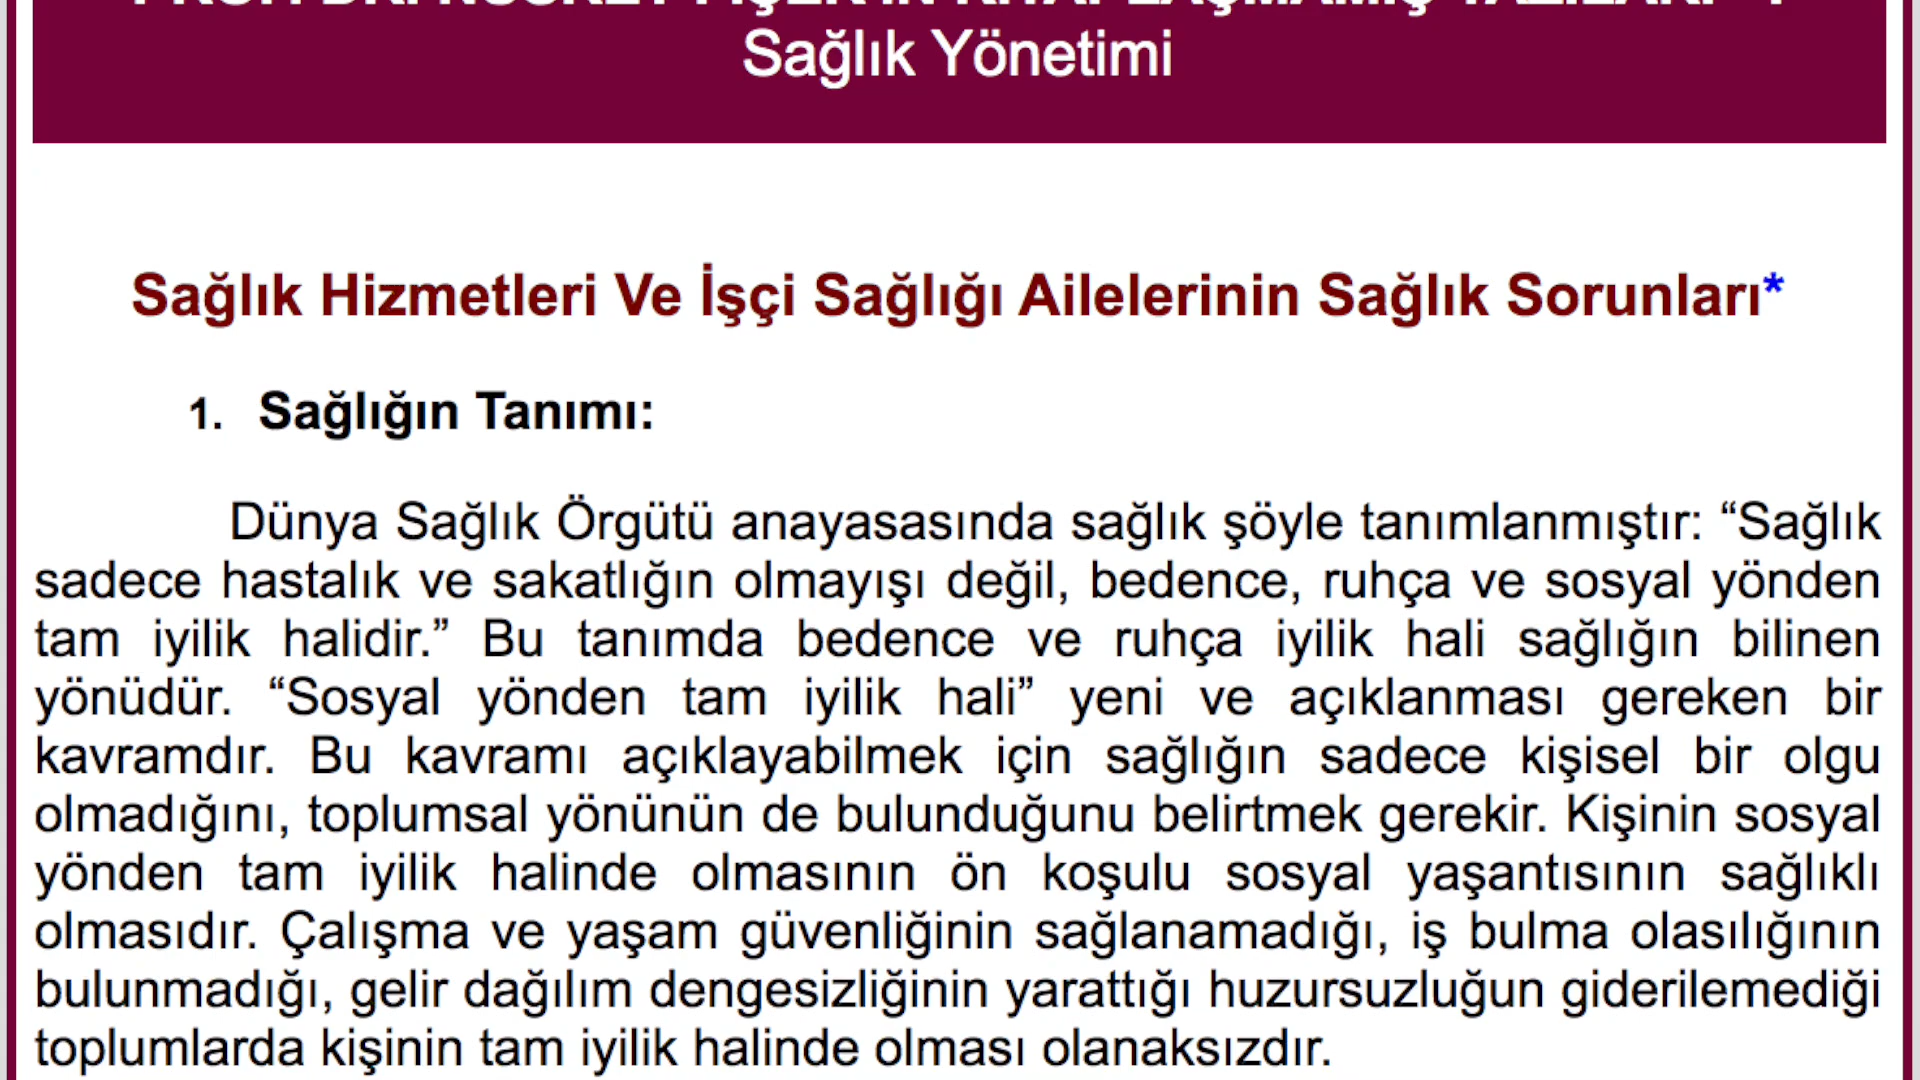 Sağlık Yönetimi
Sağlık Hizmetleri Ve İşçi Sağlığı Ailelerinin Sağlık Sorunları*
1. Sağlığın Tanımı:
Dünya Sağlık Örgütü anayasasında sağlık şöyle tanımlanmıştır: “Sağlık
sadece hastalık ve sakatlığın olmayışı değil, bedence, ruhça ve sosyal yönden
tam iyilik halidir.” Bu tanımda bedence ve ruhça iyilik hali sağlığın bilinen
yönüdür. “Sosyal yönden tam iyilik hali” yeni ve açıklanması gereken bir
kavramdır. Bu kavramı açıklayabilmek için sağlığın sadece kişisel bir olgu
olmadığını, toplumsal yönünün de bulunduğunu belirtmek gerekir. Kişinin sosyal
yönden tam iyilik halinde olmasının ön koşulu sosyal yaşantısının sağlıklı
olmasıdır. Çalışma ve yaşam güvenliğinin sağlanamadığı, iş bulma olasılığının
bulunmadığı, gelir dağılım dengesizliğinin yarattığı huzursuzluğun giderilemediği
toplumlarda kişinin tam iyilik halinde olması olanaksızdır.